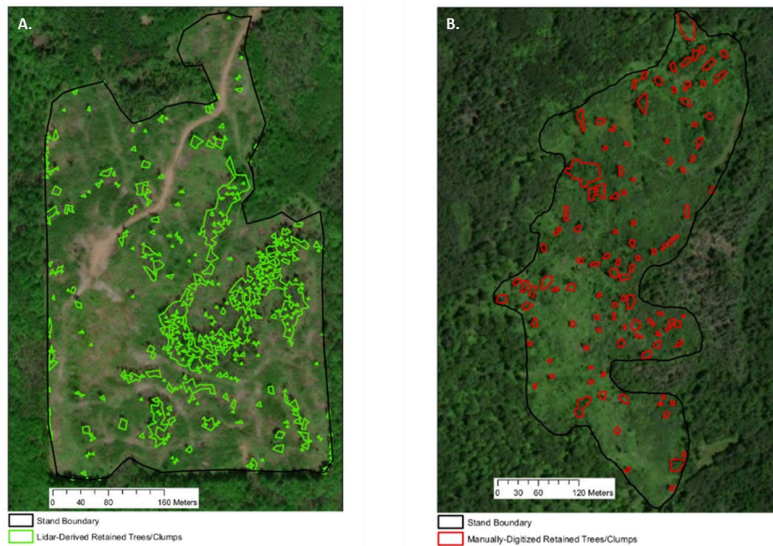 A.
0 40 80 160 Meters
Stand Boundary
Lidar-Derived Retained Trees/Clumps
B.
0 30 60 120 Meters
Stand Boundary
Manually-Digitized Retained Trees/Clumps